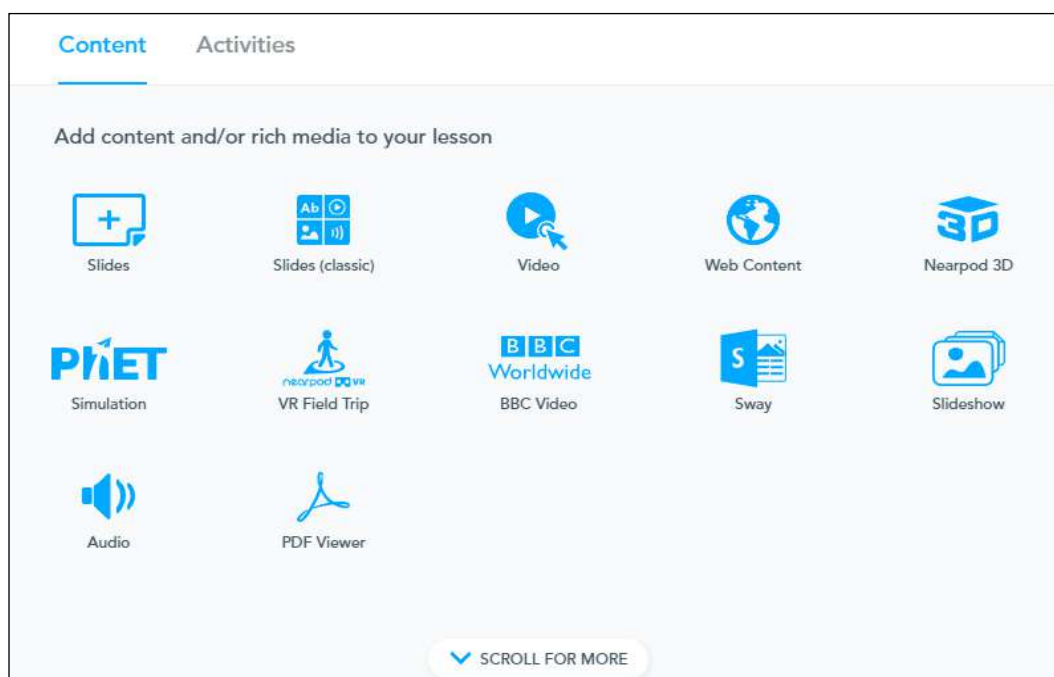 Content Activities
Add content and/or rich media to your lesson
Ab
3D
Slides Slides (classic) Video Web Content Nearpod 3D
PhET nearpod VR BBC S
Worldwide
Simulation VR Field Trip BBC Video Sway Slideshow
Audio PDF Viewer
SCROLL FOR MORE